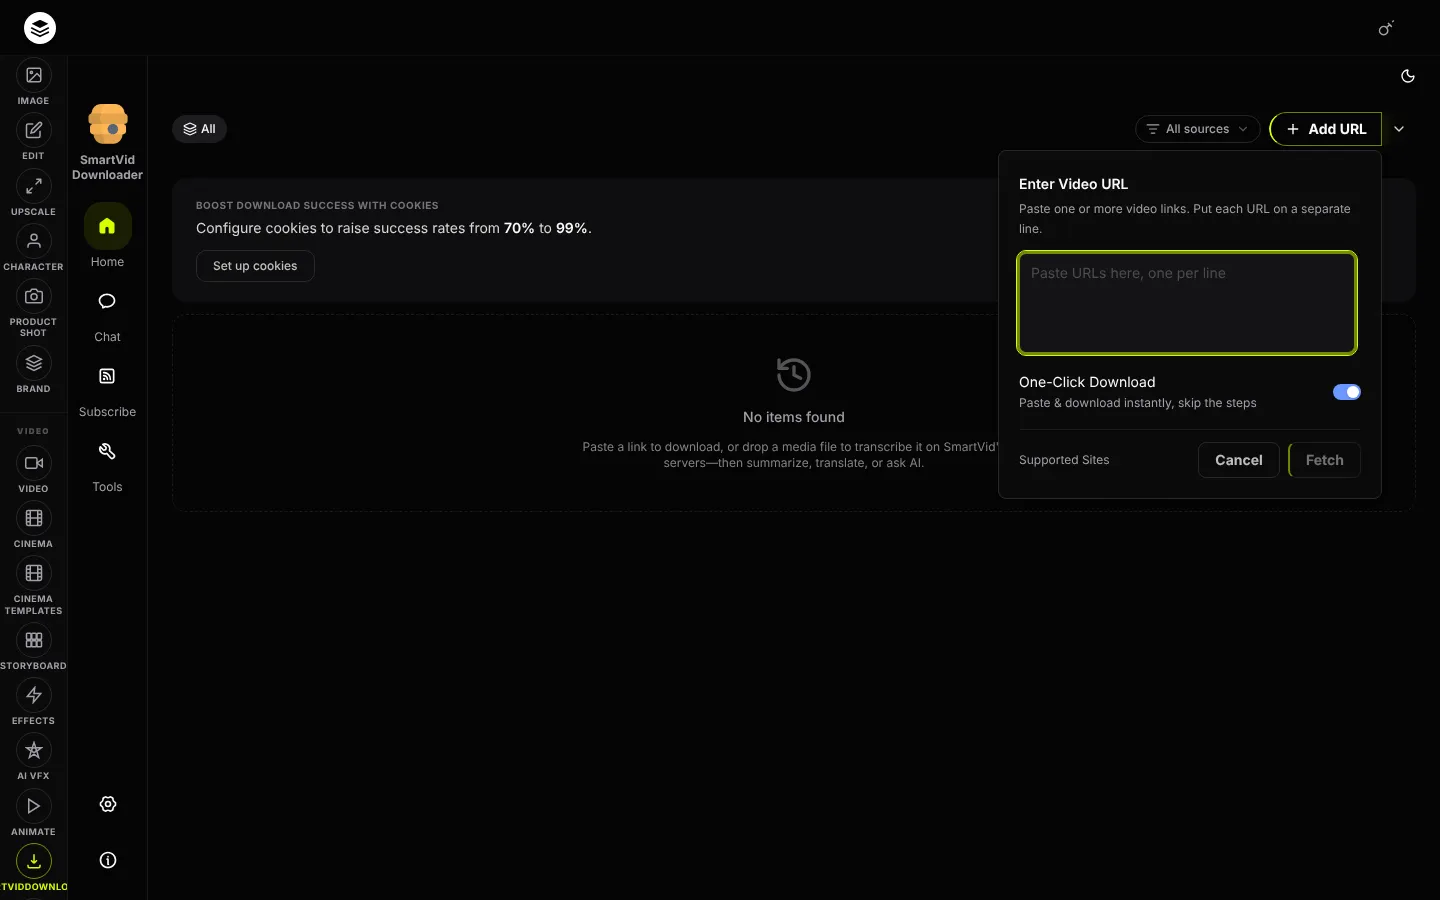 IMAGE
EDIT
UPSCALE
CHARACTER
PRODUCT
SHOT
BRAND
VIDEO
VIDEO
CINEMA
CINEMA
TEMPLATES
STORYBOARD
EFFECTS
AI VFX
ANIMATE
TVIDDOWNLO
SmartVid
Downloader
Home
Chat
Subscribe
Tools
All
All sources
Add URL
BOOST DOWNLOAD SUCCESS WITH COOKIES
Configure cookies to raise success rates from 70% to 99%.
Set up cookies
No items found
Paste a link to download, or drop a media file to transcribe it on SmartVid'
servers—then summarize, translate, or ask AI.
Enter Video URL
Paste one or more video links. Put each URL on a separate
line.
Paste URLs here, one per line
One-Click Download
Paste & download instantly, skip the steps
Supported Sites
Cancel
Fetch